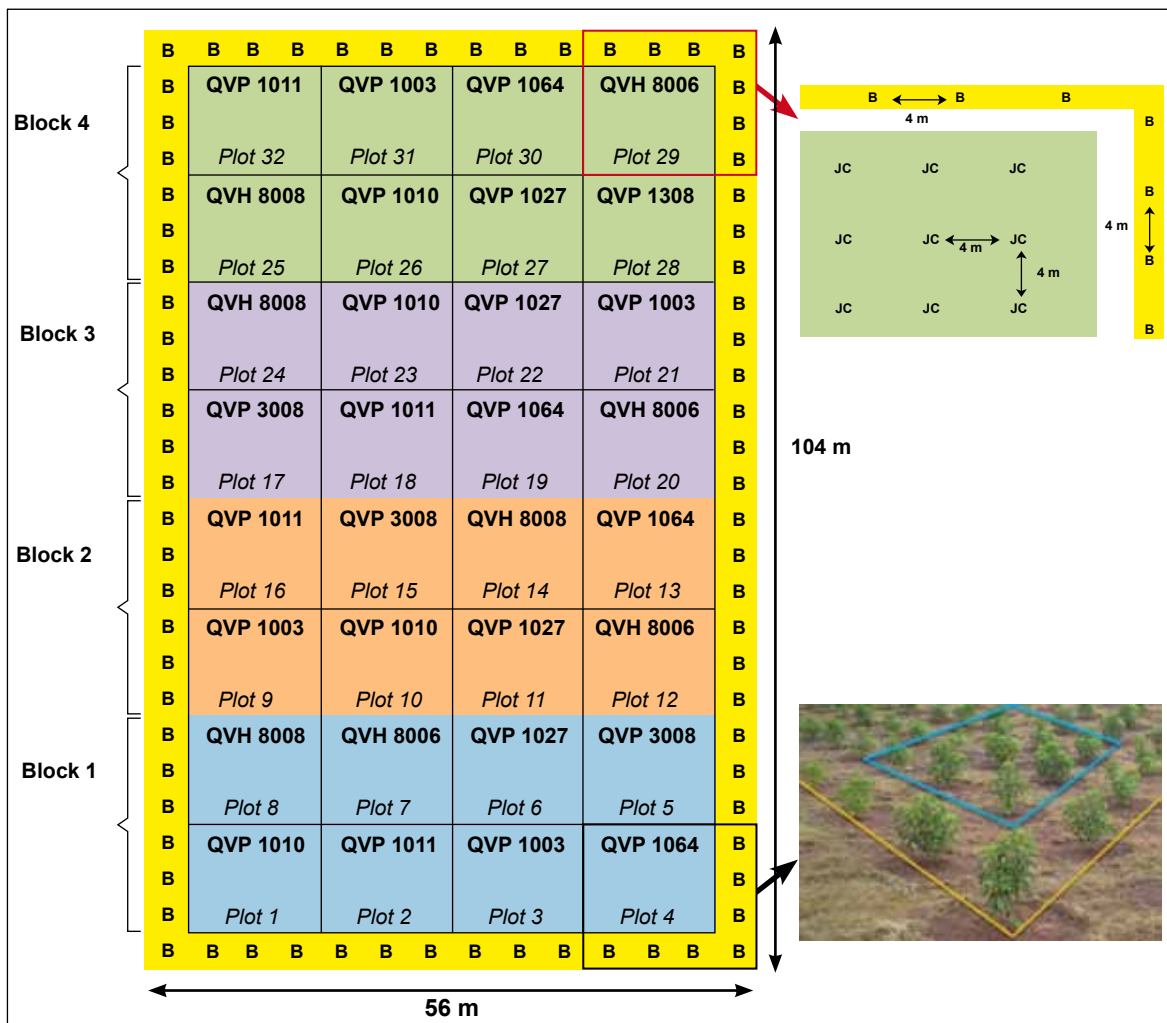 B B B B B B B B B B B B B B
B QVP 1011 QVP 1003 QVP 1064 QVH 8006 B
Block 4 B B
B Plot 32 Plot 31 Plot 30 Plot 29 B
B QVH 8008 QVP 1010 QVP 1027 QVP 1308 B
B B
B Plot 25 Plot 26 Plot 27 Plot 28 B
B QVH 8008 QVP 1010 QVP 1027 QVP 1003 B
Block 3 B B
B Plot 24 Plot 23 Plot 22 Plot 21 B
B QVP 3008 QVP 1011 QVP 1064 QVH 8006 B
B B
B Plot 17 Plot 18 Plot 19 Plot 20 B
B QVP 1011 QVP 3008 QVH 8008 QVP 1064 B
Block 2 B B
B Plot 16 Plot 15 Plot 14 Plot 13 B
B QVP 1003 QVP 1010 QVP 1027 QVH 8006 B
B B
B Plot 9 Plot 10 Plot 11 Plot 12 B
B QVH 8008 QVH 8006 QVP 1027 QVP 3008 B
Block 1 B B
B Plot 8 Plot 7 Plot 6 Plot 5 B
B QVP 1010 QVP 1011 QVP 1003 QVP 1064 B
B B
B Plot 1 Plot 2 Plot 3 Plot 4 B
B B B B B B B B B B B B B B
56 m
104 m
B B B
4 m B
JC JC JC
B
4 m
JC JC JC
4 m
B
4 m
JC JC JC
B